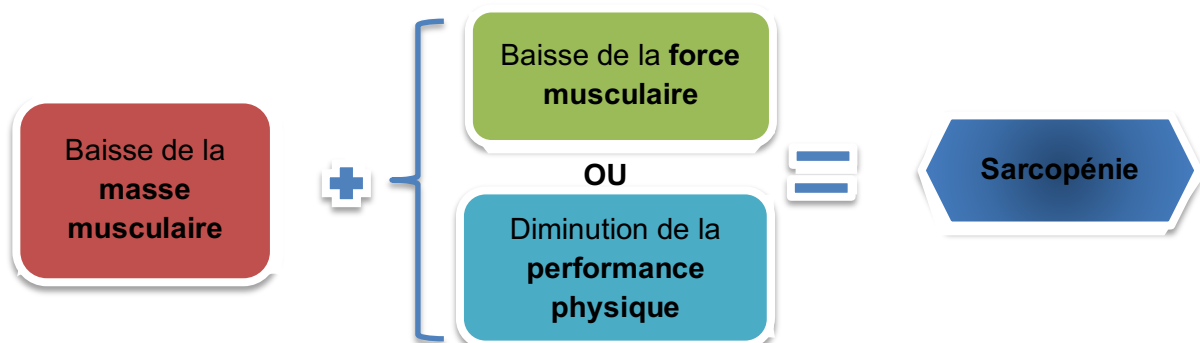 Baisse de la
masse
musculaire
+
Baisse de la force
musculaire
OU
Diminution de la
performance
physique
=
Sarcopénie